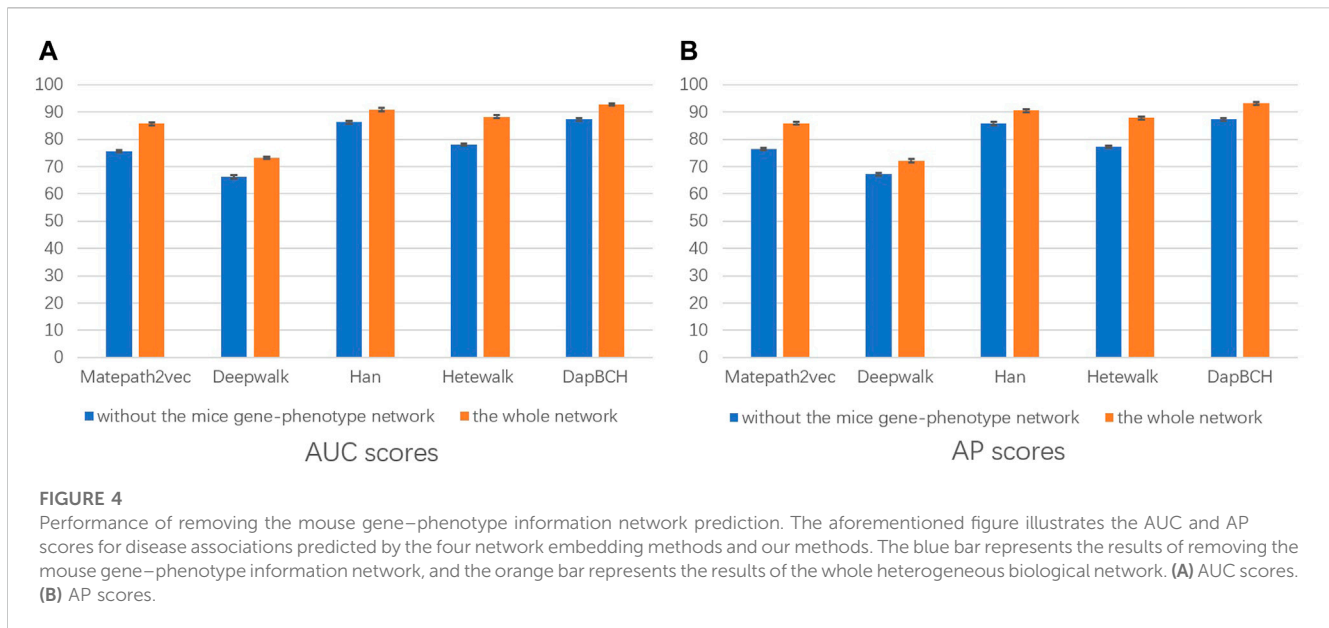 A
100
90
80
70
60
50
40
30
20
10
0
Matepath2vec Deepwalk Han Hetewalk DapBCH
without the mice gene-phenotype network the whole network
AUC scores
B
100
90
80
70
60
50
40
30
20
10
0
Matepath2vec Deepwalk Han Hetewalk DapBCH
without the mice gene-phenotype network the whole network
AP scores
FIGURE 4
Performance of removing the mouse gene–phenotype information network prediction. The aforementioned figure illustrates the AUC and AP
scores for disease associations predicted by the four network embedding methods and our methods. The blue bar represents the results of removing the
mouse gene–phenotype information network, and the orange bar represents the results of the whole heterogeneous biological network. (A) AUC scores.
(B) AP scores.